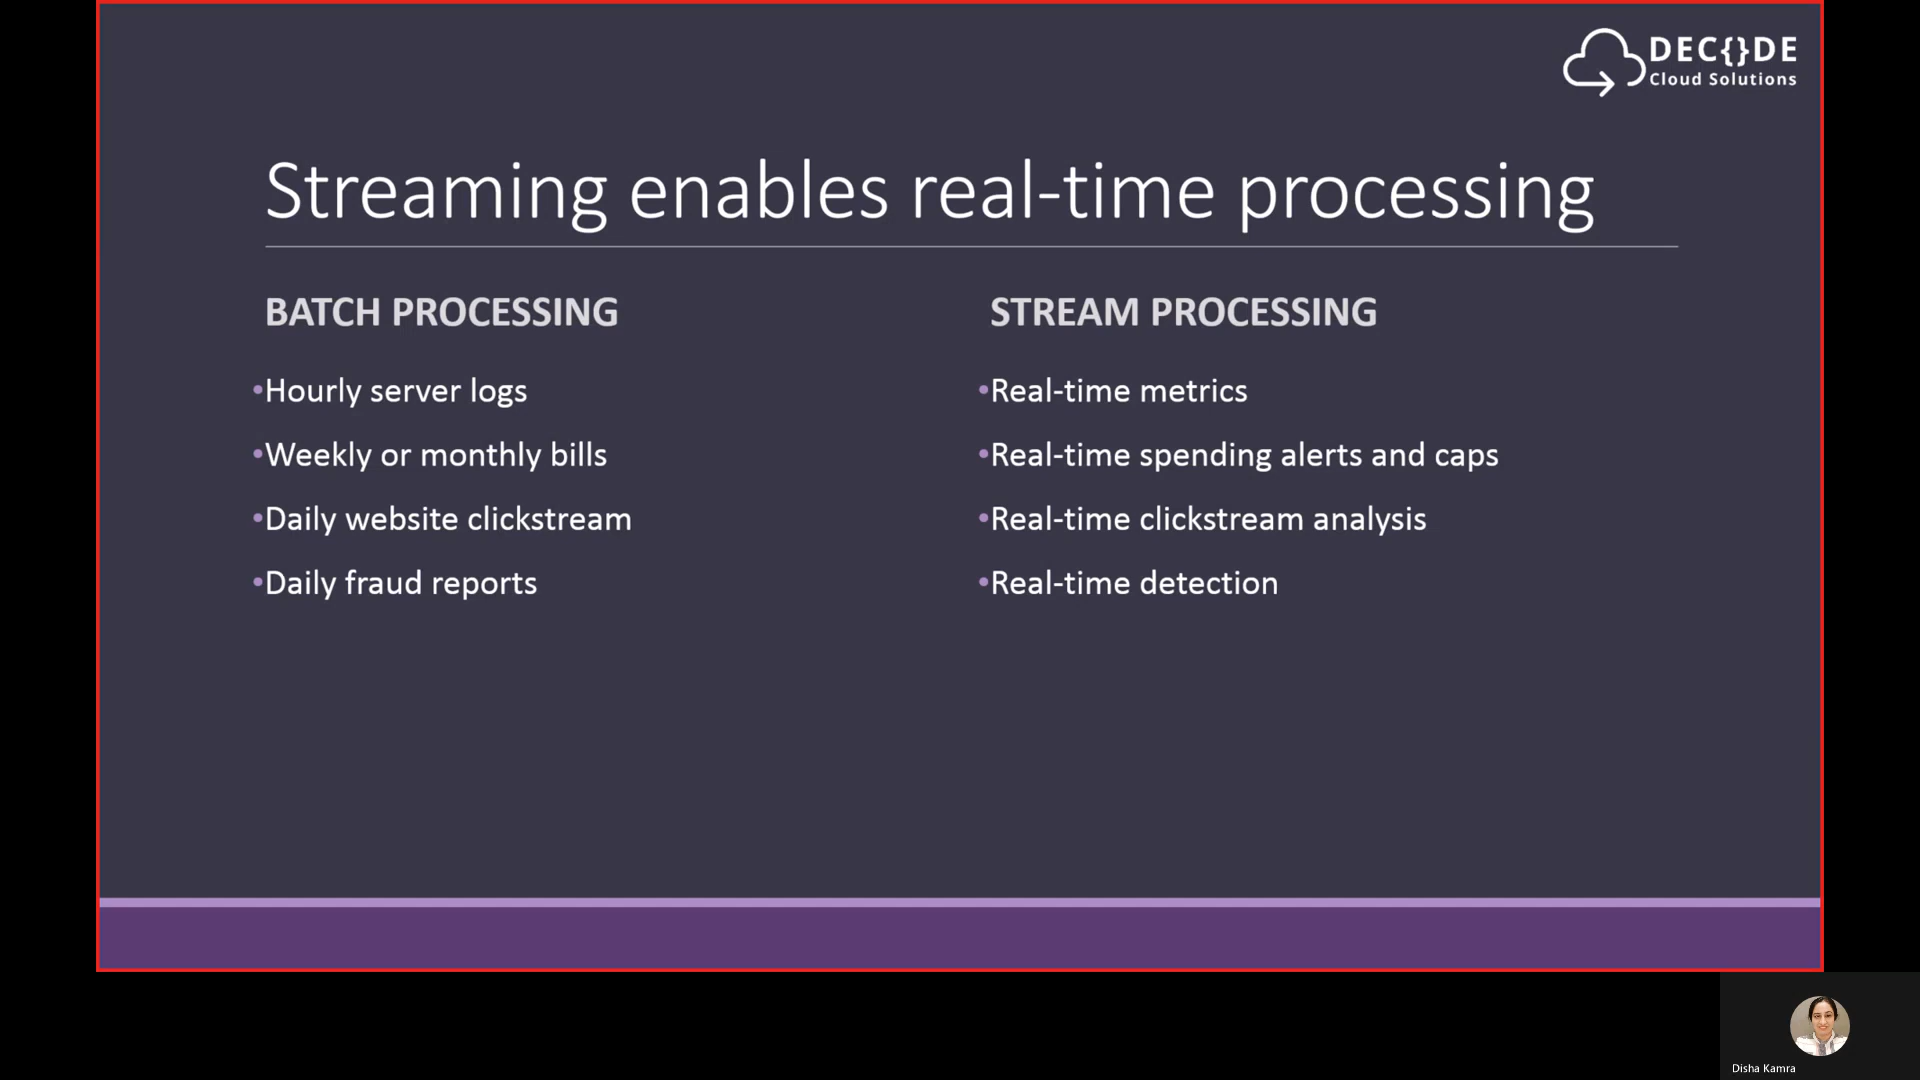 DEC{}DE
Cloud Solutions
Streaming enables real-time processing
BATCH PROCESSING
•Hourly server logs
•Weekly or monthly bills
•Daily website clickstream
•Daily fraud reports
STREAM PROCESSING
•Real-time metrics
•Real-time spending alerts and caps
•Real-time clickstream analysis
•Real-time detection
Disha Kamra